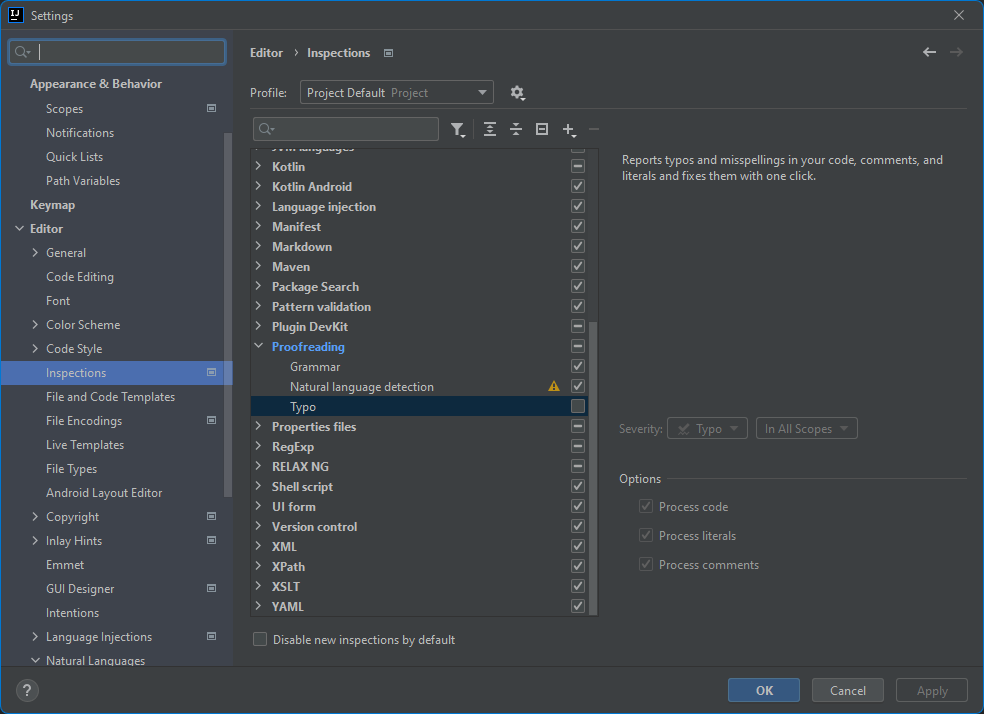 IJ
Settings
Appearance & Behavior
Scopes
Notifications
Quick Lists
Path Variables
Keymap
Editor
General
Code Editing
Font
Color Scheme
Code Style
Inspections
File and Code Templates
File Encodings
Live Templates
File Types
Android Layout Editor
Copyright
Inlay Hints
Emmet
GUI Designer
Intentions
Language Injections
Natural Languages
Editor › Inspections
Profile: Project Default Project
JVM languages
Kotlin
Kotlin Android
Language injection
Manifest
Markdown
Maven
Package Search
Pattern validation
Plugin DevKit
Proofreading
Grammar
Natural language detection
Typo
Properties files
RegExp
RELAX NG
Shell script
UI form
Version control
XML
XPath
XSLT
YAML
Disable new inspections by default
Reports typos and misspellings in your code, comments, and
literals and fixes them with one click.
Severity: Typo In All Scopes
Options
Process code
Process literals
Process comments
?
OK Cancel Apply